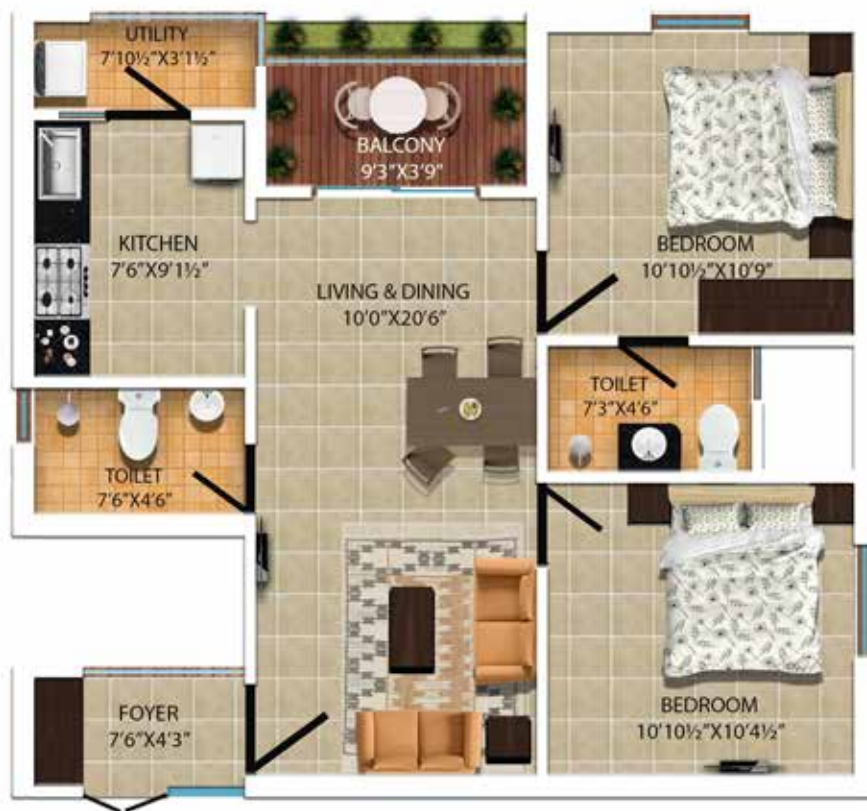 UTILITY
7'10½"X3'1½"
BALCONY
9'3"X3'9"
KITCHEN
7'6"X9'1½"
BEDROOM
10'10½"X10'9"
LIVING & DINING
10'0"X20'6"
TOILET
7'3"X4'6"
TOILET
7'6"X4'6"
FOYER
7'6"X4'3"
BEDROOM
10'10½"X10'4½"